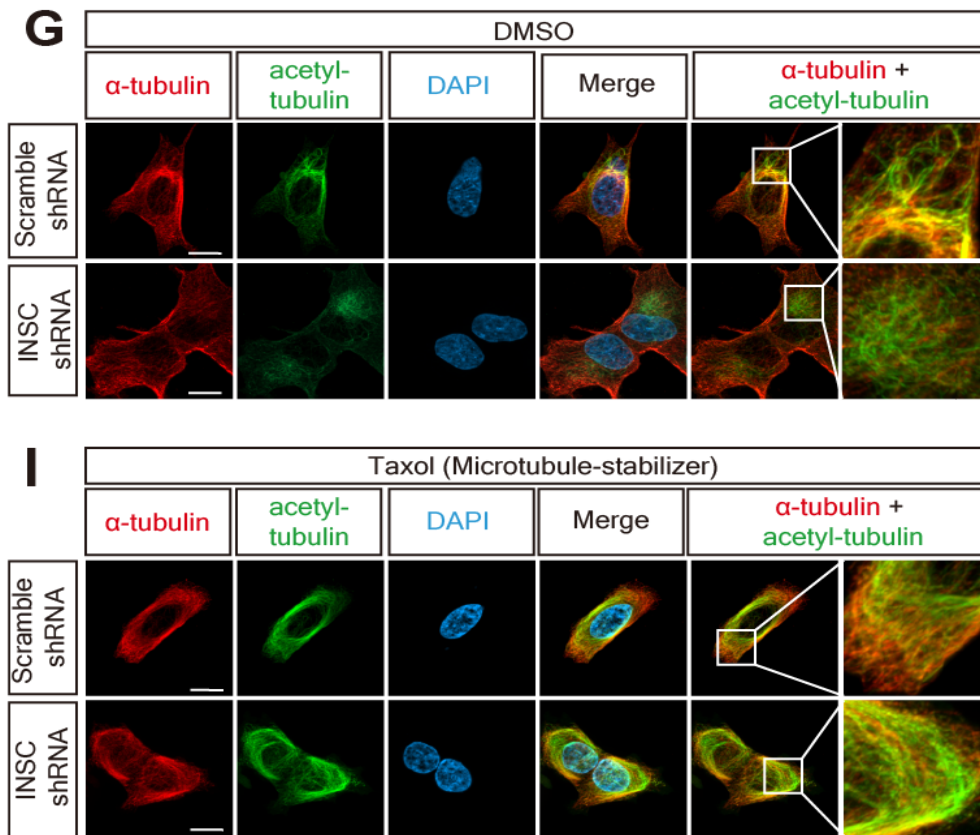 G
DMSO
α-tubulin
acetyl-
tubulin
DAPI
Merge
α-tubulin +
acetyl-tubulin
Scramble
shRNA
INSC
shRNA
I
Taxol (Microtubule-stabilizer)
α-tubulin
acetyl-
tubulin
DAPI
Merge
α-tubulin +
acetyl-tubulin
Scramble
shRNA
INSC
shRNA